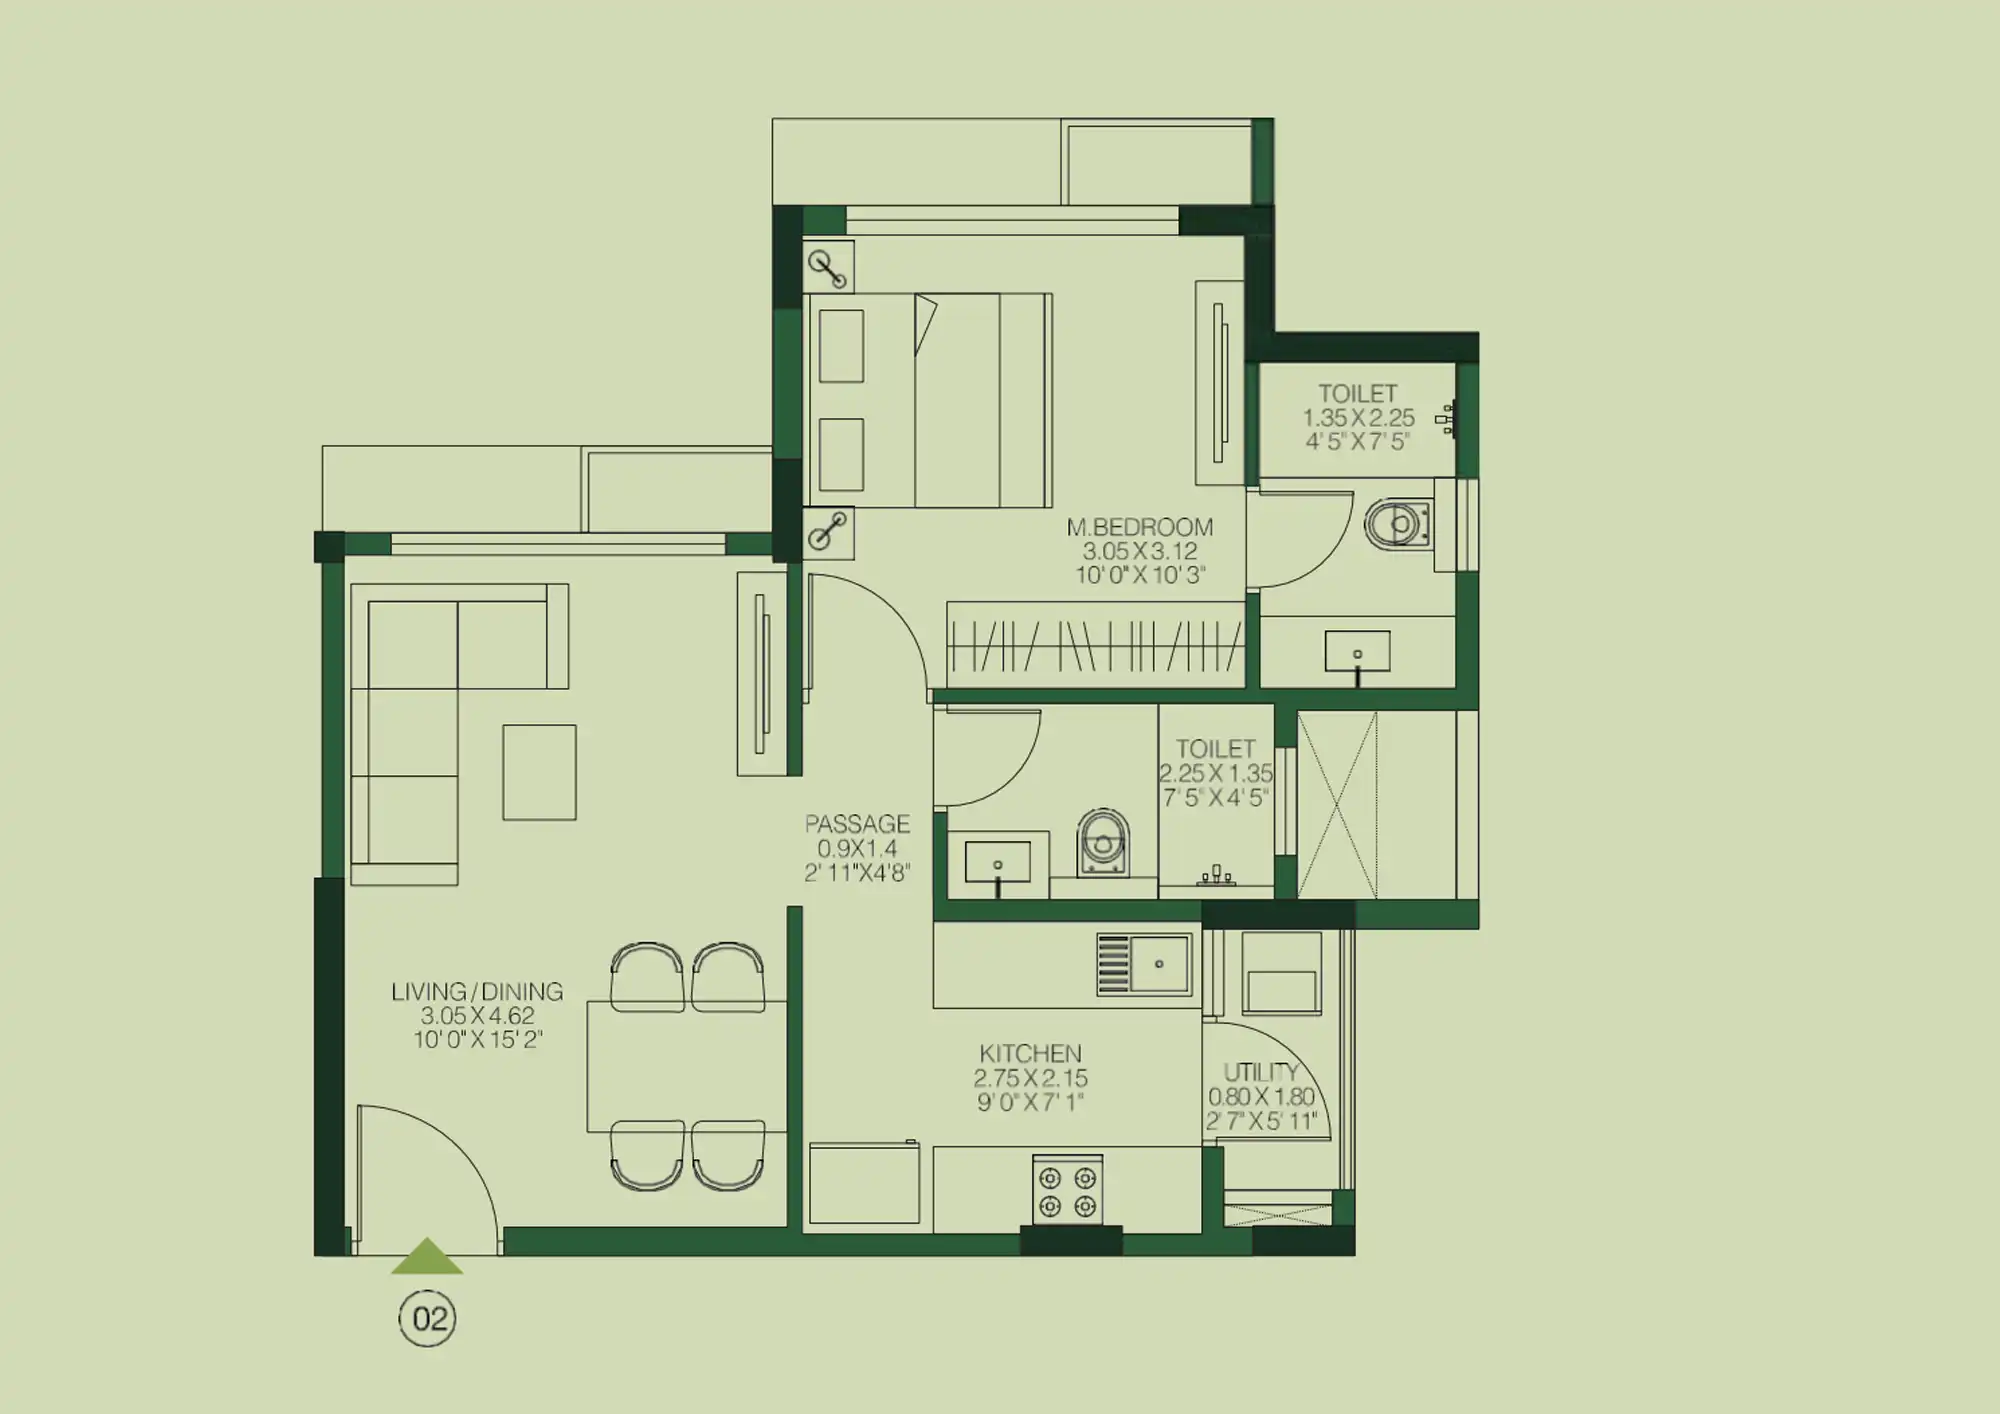 TOILET
1.35 X 2.25
4' 5" X 7' 5"
M.BEDROOM
3.05 X 3.12
10' 0" X 10' 3"
TOILET
2.25 X 1.35
7' 5" X 4' 5"
PASSAGE
0.9X1.4
2' 11"X4'8"
LIVING/DINING
3.05 X 4.62
10' 0" X 15' 2"
KITCHEN
2.75 X 2.15
9' 0" X 7' 1"
UTILITY
0.80 X 1.80
2' 7" X 5' 11"
02